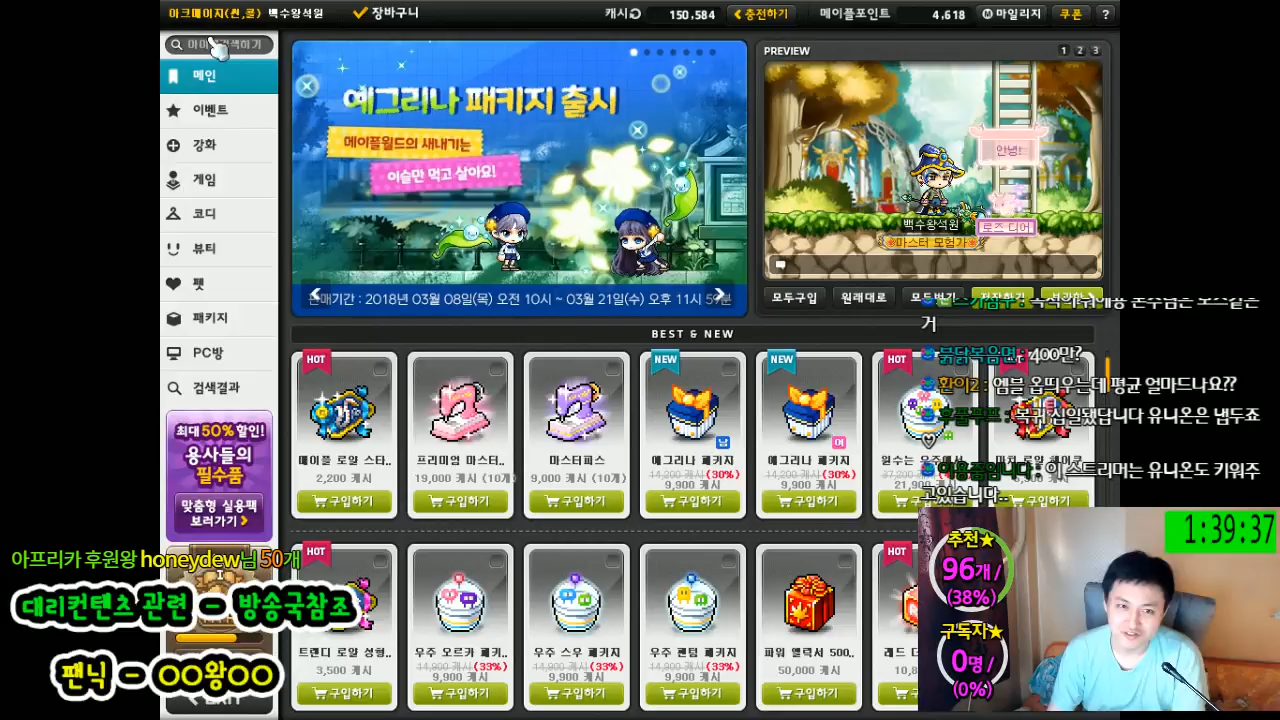 아크메이지(썬,콜) 백수왕석원
장바구니
캐시
150,584
충전하기
메이플포인트
4,618
마일리지
쿠폰
?
메인
이벤트
강화
게임
코디
뷰티
펫
패키지
PC방
검색결과
최대 50% 할인!
용사들의
필수품
맞춤형 실용팩
보러가기
예그리나 패키지 출시
메이플월드의 새내기는
이슬만 먹고 살아요!
판매기간 : 2018년 03월 08일(목) 오전 10시 ~ 03월 21일(수) 오후 11시 59분
PREVIEW
1 2 3
안녕!
백수왕석원
로즈 디어
마스터 모험가
모두구입
원래대로
모두벗기
저장하기
BEST & NEW
HOT
NEW
NEW
HOT
메이플 로얄 스타..
2,200 캐시
구입하기
프리미엄 마스터..
19,000 캐시 (10개)
구입하기
마스터피스
9,000 캐시 (10개)
구입하기
예그리나 패키지
남
14,200 캐시 (30%)
9,900 캐시
구입하기
예그리나 패키지
여
14,200 캐시 (30%)
9,900 캐시
구입하기
구입하기
HOT
HOT
트렌디 로얄 성형..
3,500 캐시
구입하기
우주 오르카 패키..
14,900 캐시 (33%)
9,900 캐시
구입하기
우주 스우 패키지
14,900 캐시 (33%)
9,900 캐시
구입하기
우주 팬텀 패키지
14,900 캐시 (33%)
9,900 캐시
구입하기
파워 엘릭서 500..
50,000 캐시
구입하기
거
붉닭볶음면 : 400만?
환이2 : 엠블 옵띄우는데 평균 얼마드나요??
복귀 십일됐답니다 유니온은 냅두죠
이 스트리머는 유니온도 키워주
고있습니다..
1:39:37
추천★
96개 /
(38%)
구독자★
0명 /
(0%)
아프리카 후원왕 honeydew님 50개
대리컨텐츠 관련 - 방송국참조
팬닉 - OO왕OO
EXIT